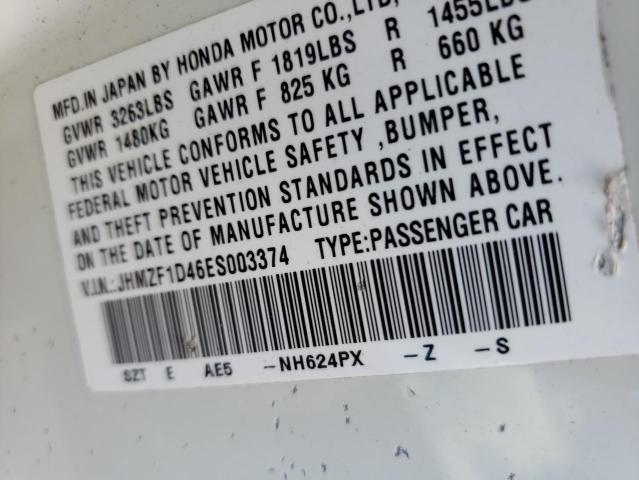 MFD.IN JAPAN BY HONDA MOTOR CO.,LTD,
GVWR 3263LBS GAWR F 1819LBS R 1455LBS
GVWR 1480KG GAWR F 825 KG R 660 KG
THIS VEHICLE CONFORMS TO ALL APPLICABLE
FEDERAL MOTOR VEHICLE SAFETY ,BUMPER,
AND THEFT PREVENTION STANDARDS IN EFFECT
ON THE DATE OF MANUFACTURE SHOWN ABOVE.
V.I.N.: JHMZF1D46ES003374 TYPE:PASSENGER CAR
SZT E AE5 -NH624PX -Z -S